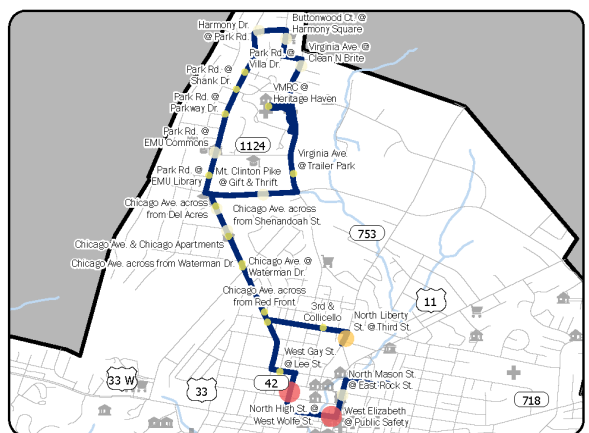 Buttonwood Ct. @
Harmony Square
Harmony Dr.
@ Park Rd.
Park Rd. @
Villa Dr.
Virginia Ave. @
Clean N Brite
Park Rd. @
Shank Dr.
VMRC @
Heritage Haven
Park Rd. @
Parkway Dr.
Park Rd. @
EMU Commons
1124
Virginia Ave.
@ Trailer Park
Park Rd. @
EMU Library
Mt. Clinton Pike
@ Gift & Thrift
Chicago Ave. across
from Del Acres
Chicago Ave. across
from Shenandoah St.
753
Chicago Ave. & Chicago Apartments
Chicago Ave. across from Waterman Dr.
Chicago Ave. @
Waterman Dr.
Chicago Ave. across
from Red Front
11
3rd &
Collicello
North Liberty
St. @ Third St.
West Gay St.
@ Lee St.
33 W
33
42
North Mason St.
@ East Rock St.
718
North High St. @
West Wolfe St.
West Elizabeth
@ Public Safety